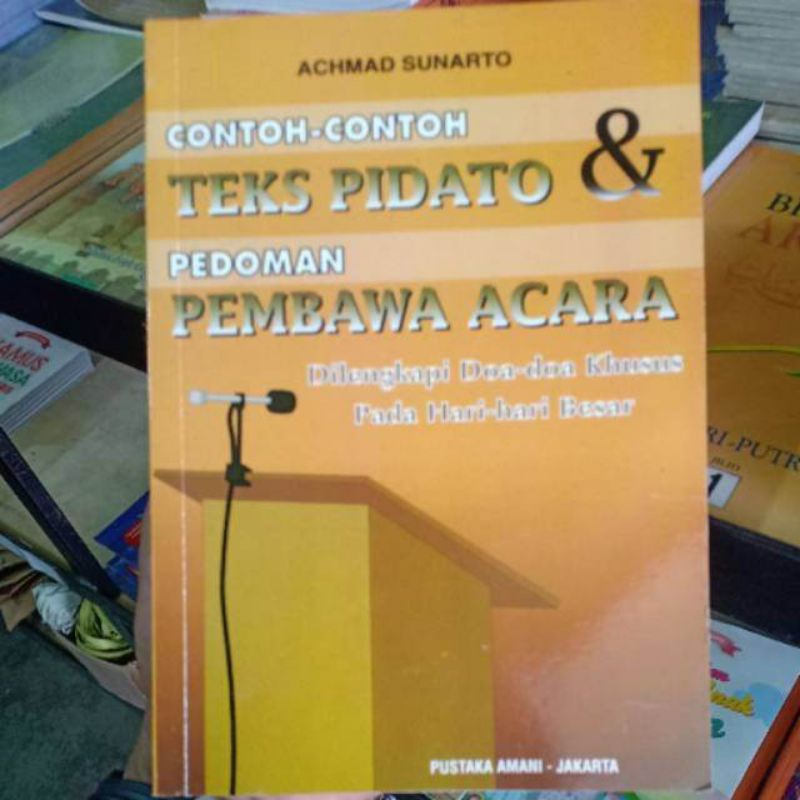 ACHMAD SUNARTO
CONTOH-CONTOH
TEKS PIDATO &
PEDOMAN
PEMBAWA ACARA
Dilengkapi Doa-doa Khusus
Pada Hari-hari Besar
PUSTAKA AMANI - JAKARTA